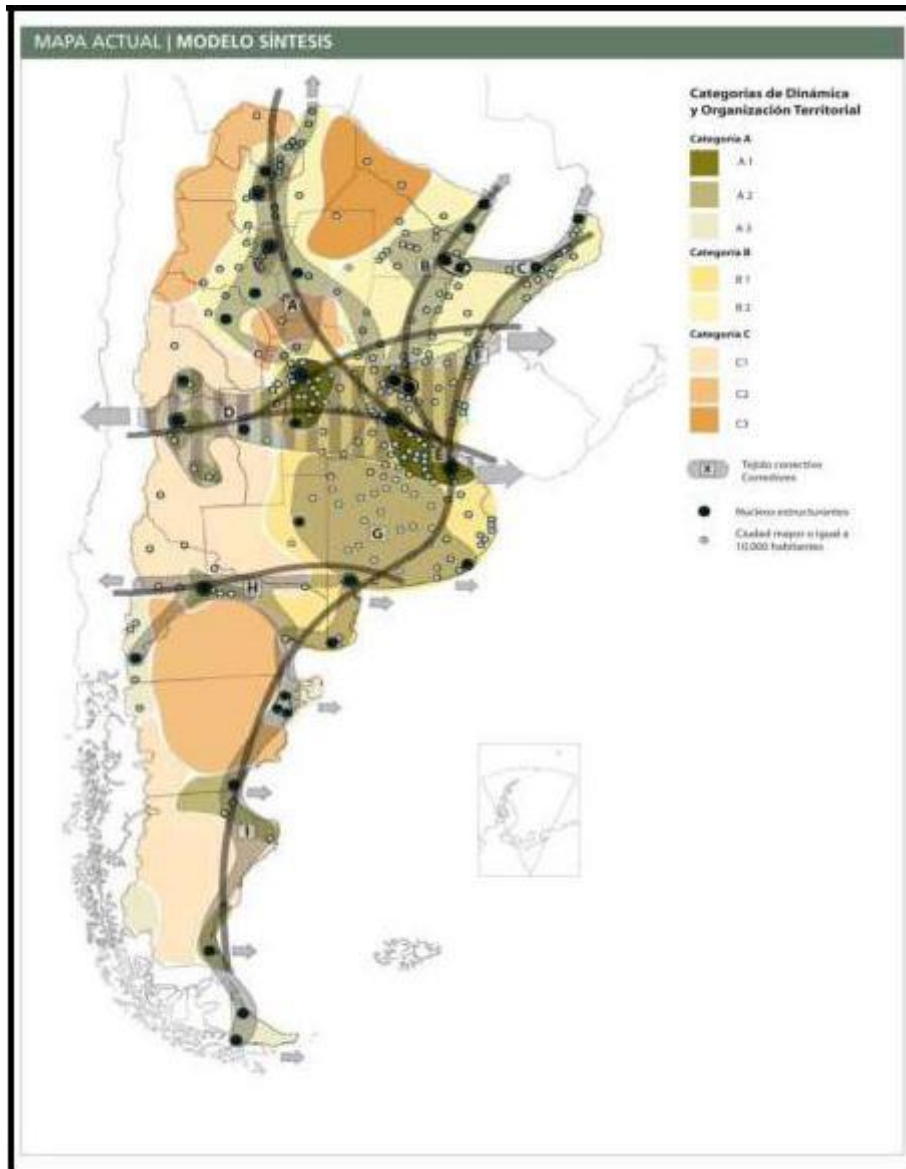 MAPA ACTUAL | MODELO SÍNTESIS
Categorías de Dinámica
y Organización Territorial
Categoría A
A 1
A 2
A 3
Categoría B
B 1
B 2
Categoría C
C1
C2
C3
X
Tejido conectivo
Corredores
Núcleos estructurantes
Ciudad mayor o igual a
10.000 habitantes
A
B
C
D
E
F
G
H
I